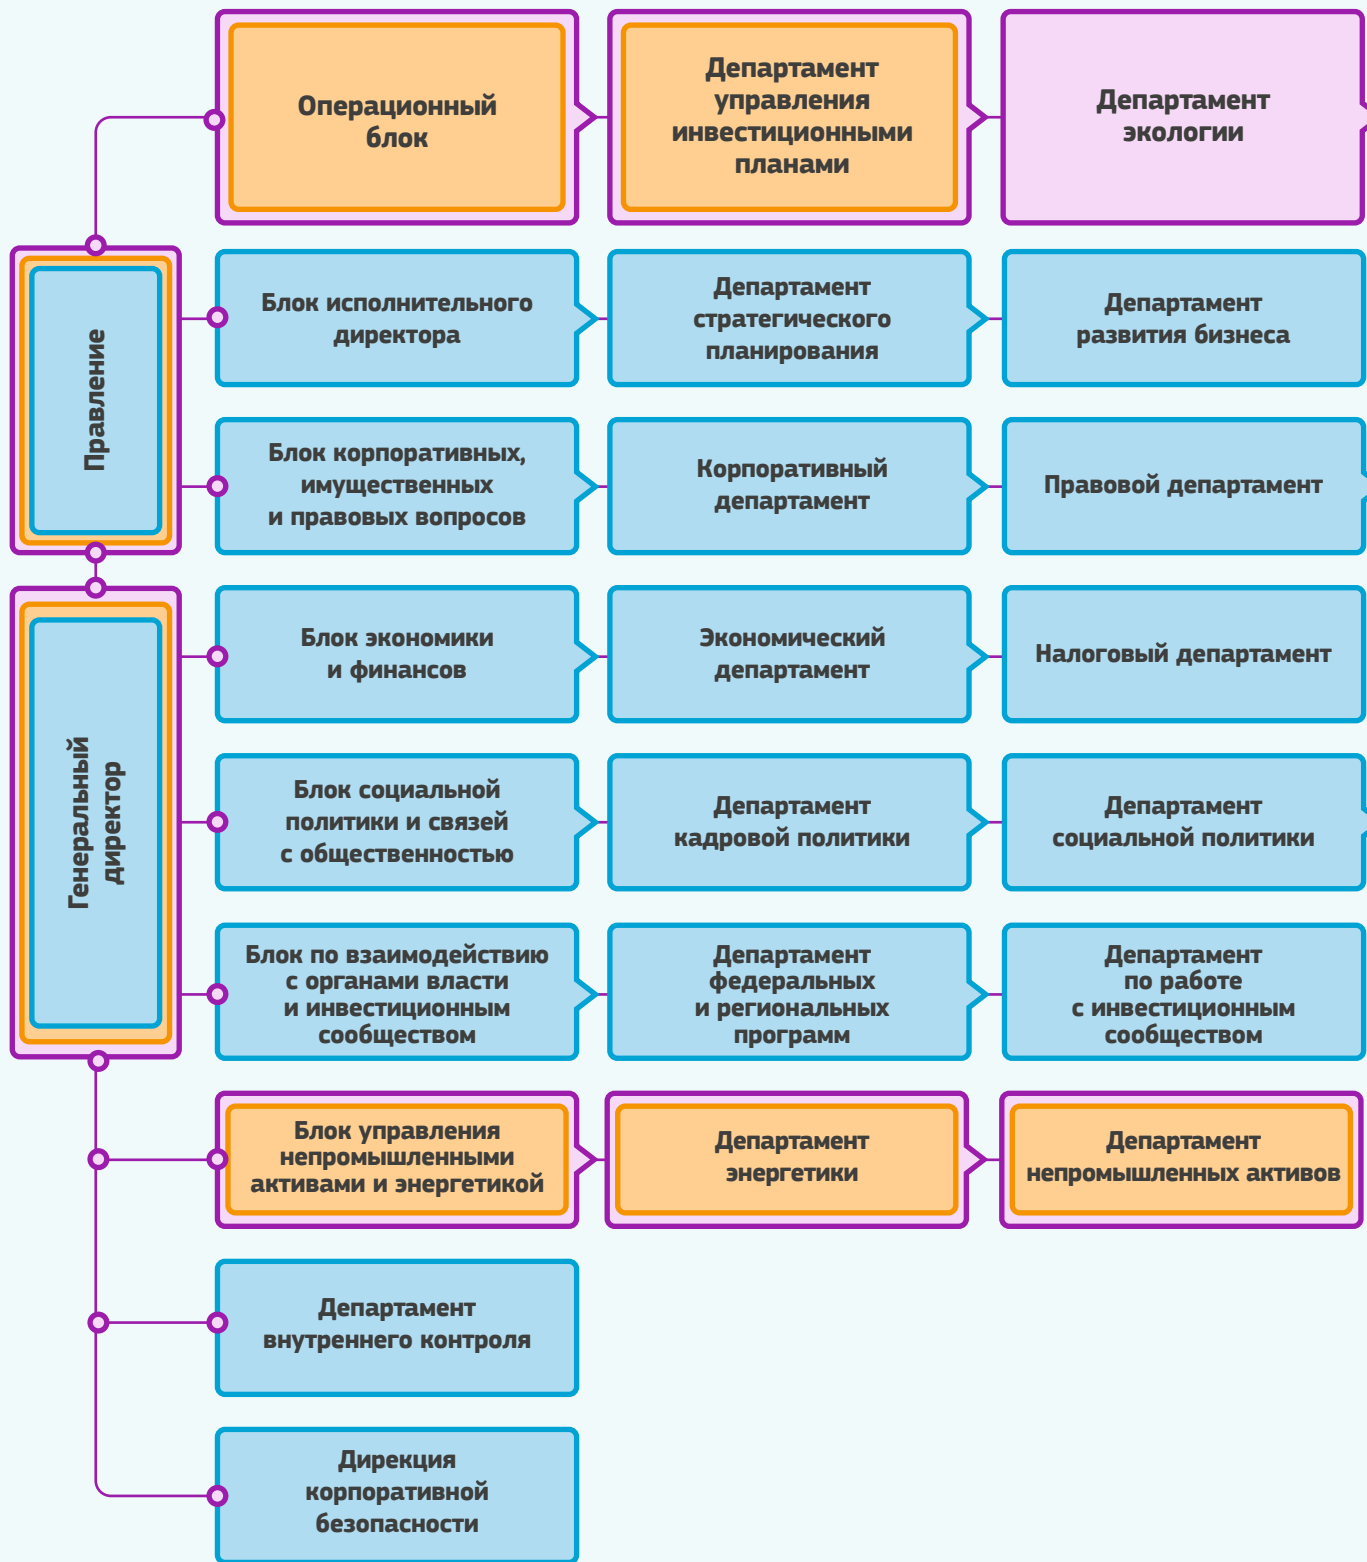 Операционный
блок
Департамент
управления
инвестиционными
планами
Департамент
экологии
Правление
Блок исполнительного
директора
Департамент
стратегического
планирования
Департамент
развития бизнеса
Блок корпоративных,
имущественных
и правовых вопросов
Корпоративный
департамент
Правовой департамент
Генеральный
директор
Блок экономики
и финансов
Экономический
департамент
Налоговый департамент
Блок социальной
политики и связей
с общественностью
Департамент
кадровой политики
Департамент
социальной политики
Блок по взаимодействию
с органами власти
и инвестиционным
сообществом
Департамент
федеральных
и региональных
программ
Департамент
по работе
с инвестиционным
сообществом
Блок управления
непромышленными
активами и энергетикой
Департамент
энергетики
Департамент
непромышленных активов
Департамент
внутреннего контроля
Дирекция
корпоративной
безопасности